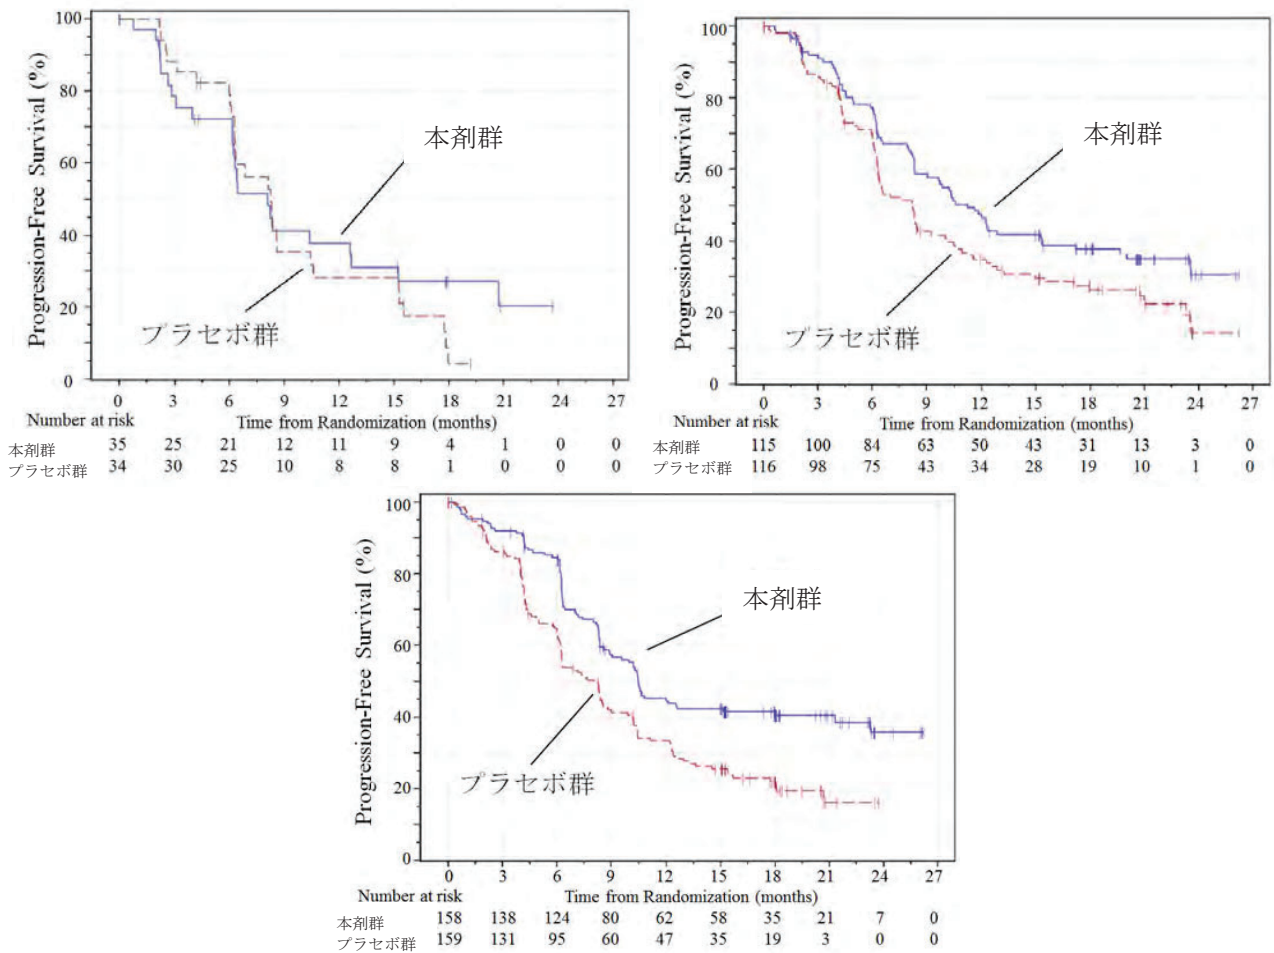 Progression-Free Survival (%)
100
80
60
40
20
0
本剤群
プラセボ群
0 3 6 9 12 15 18 21 24 27
Number at risk
Time from Randomization (months)
本剤群 35 25 21 12 11 9 4 1 0 0
プラセボ群 34 30 25 10 8 8 1 0 0 0
Progression-Free Survival (%)
100
80
60
40
20
0
本剤群
プラセボ群
0 3 6 9 12 15 18 21 24 27
Number at risk
Time from Randomization (months)
本剤群 115 100 84 63 50 43 31 13 3 0
プラセボ群 116 98 75 43 34 28 19 10 1 0
Progression-Free Survival (%)
100
80
60
40
20
0
本剤群
プラセボ群
0 3 6 9 12 15 18 21 24 27
Number at risk
Time from Randomization (months)
本剤群 158 138 124 80 62 58 35 21 7 0
プラセボ群 159 131 95 60 47 35 19 3 0 0